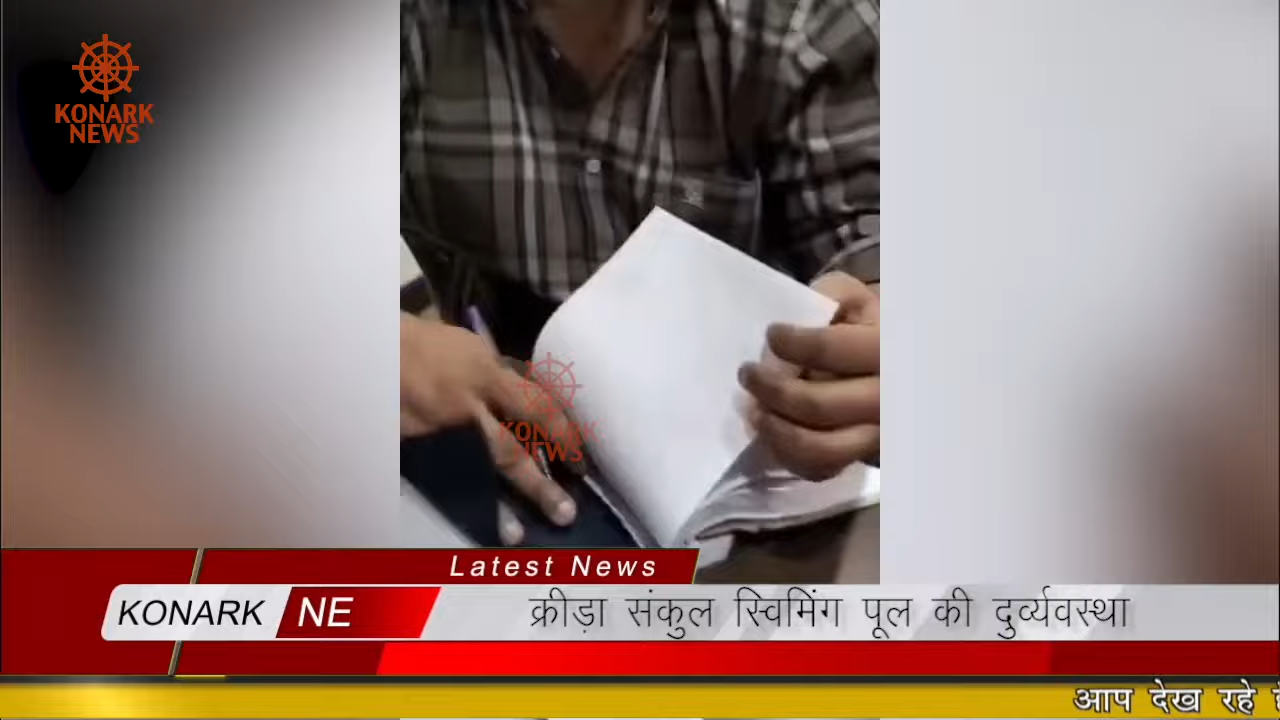 KONARK
NEWS
KONARK
NEWS
Latest News
KONARK NE
क्रीड़ा संकुल स्विमिंग पूल की दुर्व्यवस्था
आप देख रहे